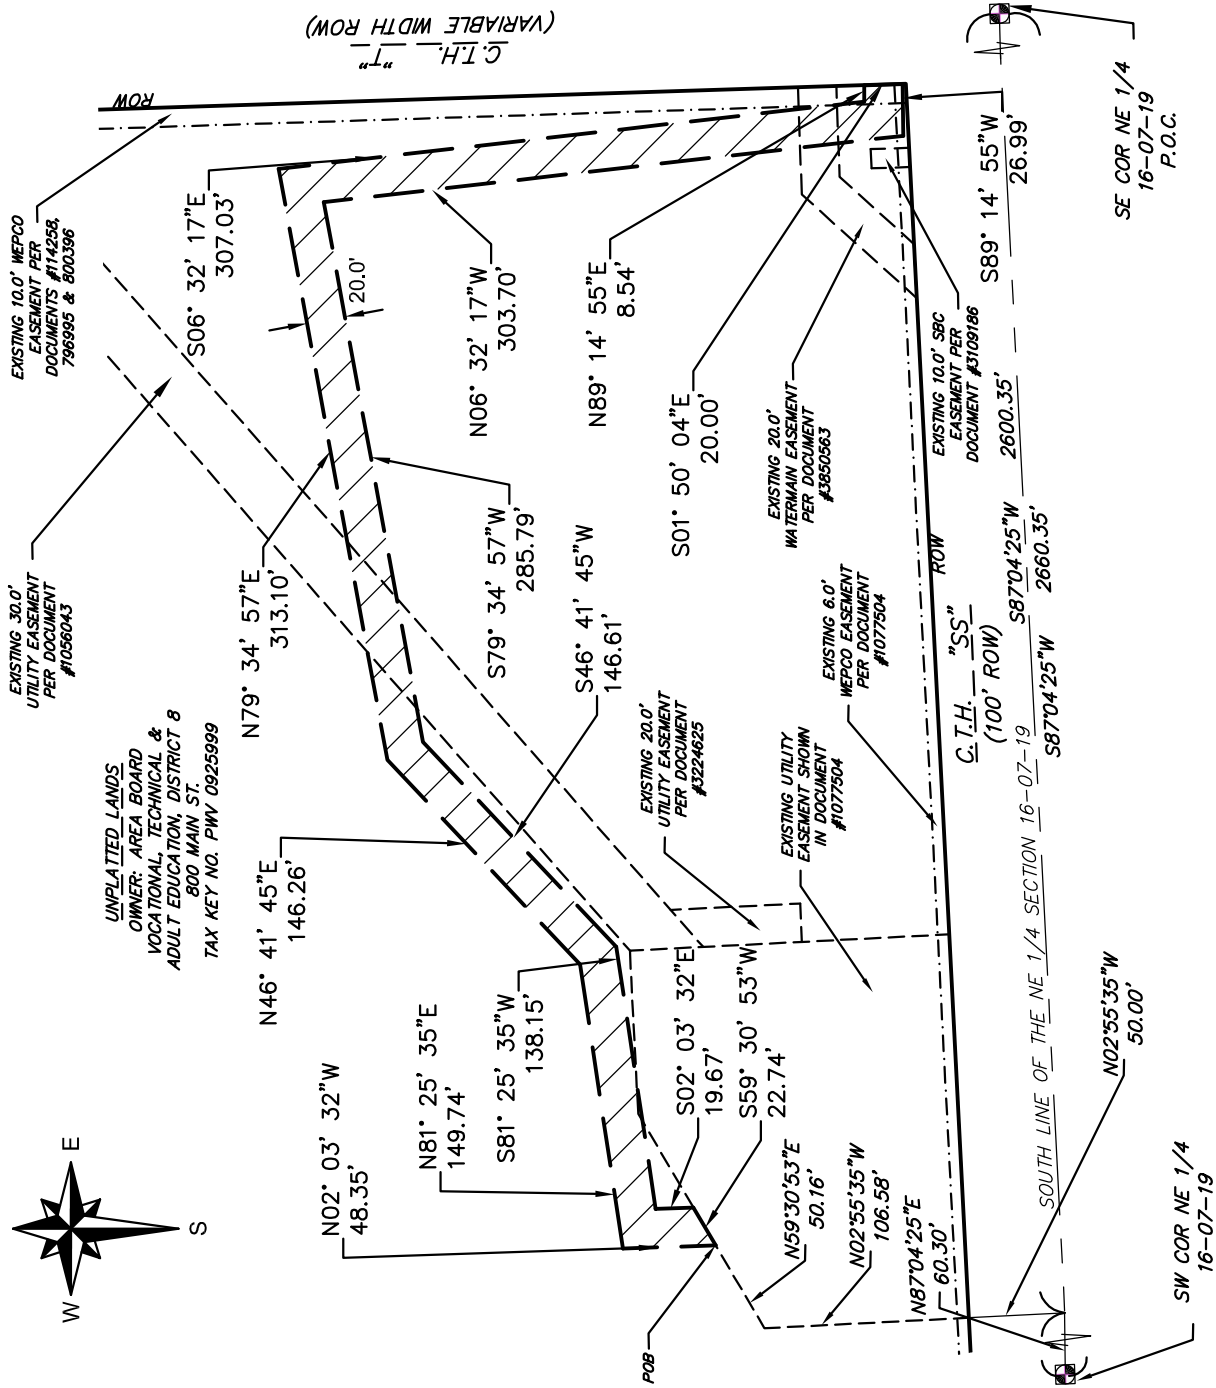 EXISTING 10.0' WEPCO
EASEMENT PER
DOCUMENTS #114258,
796995 & 800396
C.T.H. "T"
(VARIABLE WIDTH ROW)
ROW
EXISTING 30.0'
UTILITY EASEMENT
PER DOCUMENT
#1056043
S06° 32' 17"E
307.03'
20.0'
N06° 32' 17"W
303.70'
N89° 14' 55"E
8.54'
S01° 50' 04"E
20.00'
EXISTING 20.0'
WATERMAIN EASEMENT
PER DOCUMENT
#3850563
EXISTING 10.0' SBC
EASEMENT PER
DOCUMENT #3109186
S89° 14' 55"W
26.99'
SE COR NE 1/4
16-07-19
P.O.C.
UNPLATTED LANDS
OWNER: AREA BOARD
VOCATIONAL, TECHNICAL &
ADULT EDUCATION, DISTRICT 8
800 MAIN ST.
TAX KEY NO. PWV 0925999
N79° 34' 57"E
313.10'
S79° 34' 57"W
285.79'
S46° 41' 45"W
146.61'
N46° 41' 45"E
146.26'
EXISTING 20.0'
UTILITY EASEMENT
PER DOCUMENT
#3224625
EXISTING UTILITY
EASEMENT SHOWN
IN DOCUMENT
#1077504
EXISTING 6.0'
WEPCO EASEMENT
PER DOCUMENT
#1077504
ROW
C.T.H. "SS"
(100' ROW)
2600.35'
S87°04'25"W
2660.35'
S87°04'25"W
SOUTH LINE OF THE NE 1/4 SECTION 16-07-19
N
W
E
S
N02° 03' 32"W
48.35'
N81° 25' 35"E
149.74'
S81° 25' 35"W
138.15'
S02° 03' 32"E
19.67'
S59° 30' 53"W
22.74'
POB
N59°30'53"E
50.16'
N02°55'35"W
106.58'
N87°04'25"E
60.30'
N02°55'35"W
50.00'
SW COR NE 1/4
16-07-19